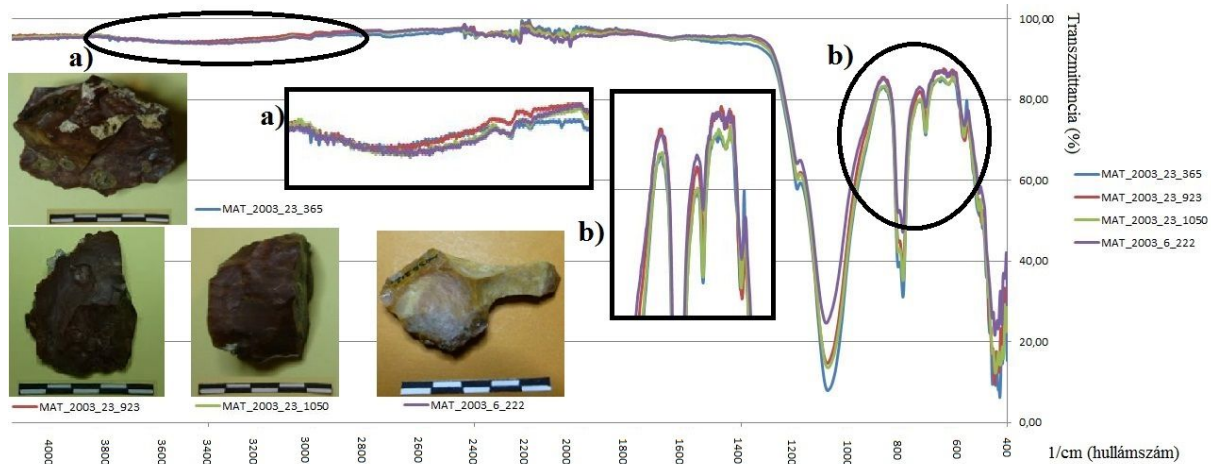 100,00
80,00
60,00
40,00
20,00
0,00
Transzmittancia (%)
a)
b)
a)
b)
MAT_2003_23_365
MAT_2003_23_923
MAT_2003_23_1050
MAT_2003_6_222
MAT_2003_23_365
MAT_2003_23_923
MAT_2003_23_1050
MAT_2003_6_222
4000
3800
3600
3400
3200
3000
2800
2600
2400
2200
2000
1800
1600
1400
1200
1000
800
600
400
1/cm (hullámszám)